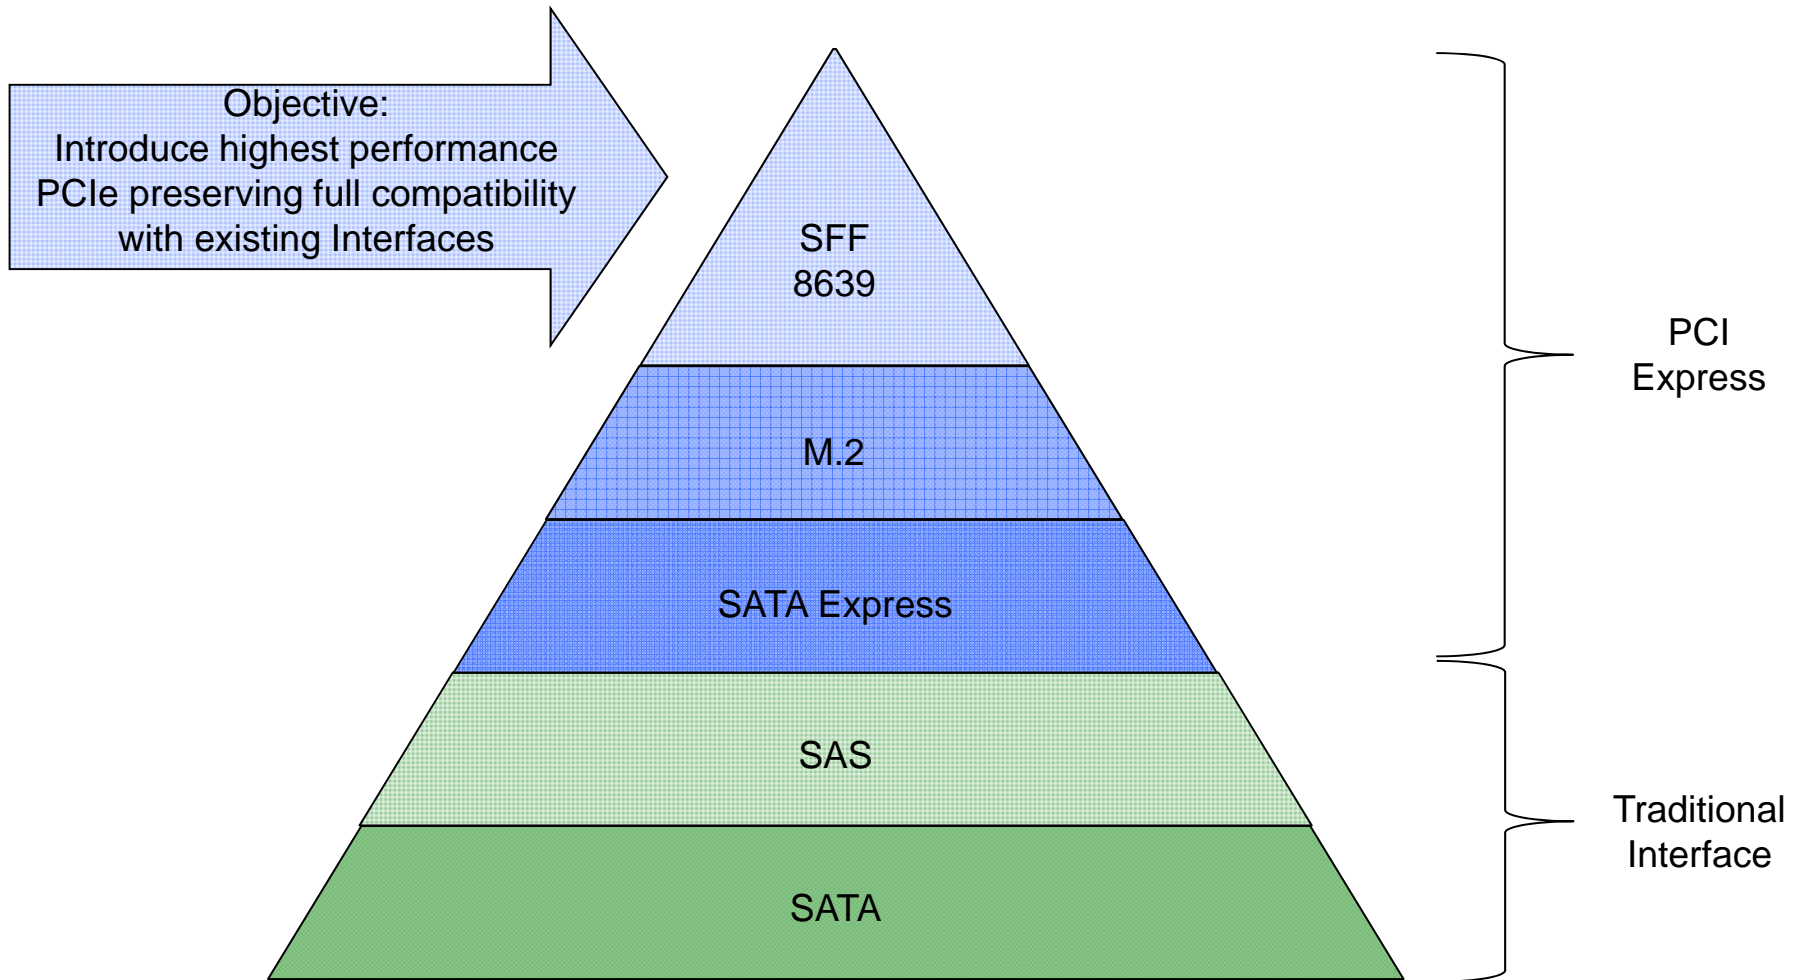 Objective:
Introduce highest performance
PCIe preserving full compatibility
with existing Interfaces
SFF
8639
M.2
SATA Express
SAS
SATA
PCI
Express
Traditional
Interface